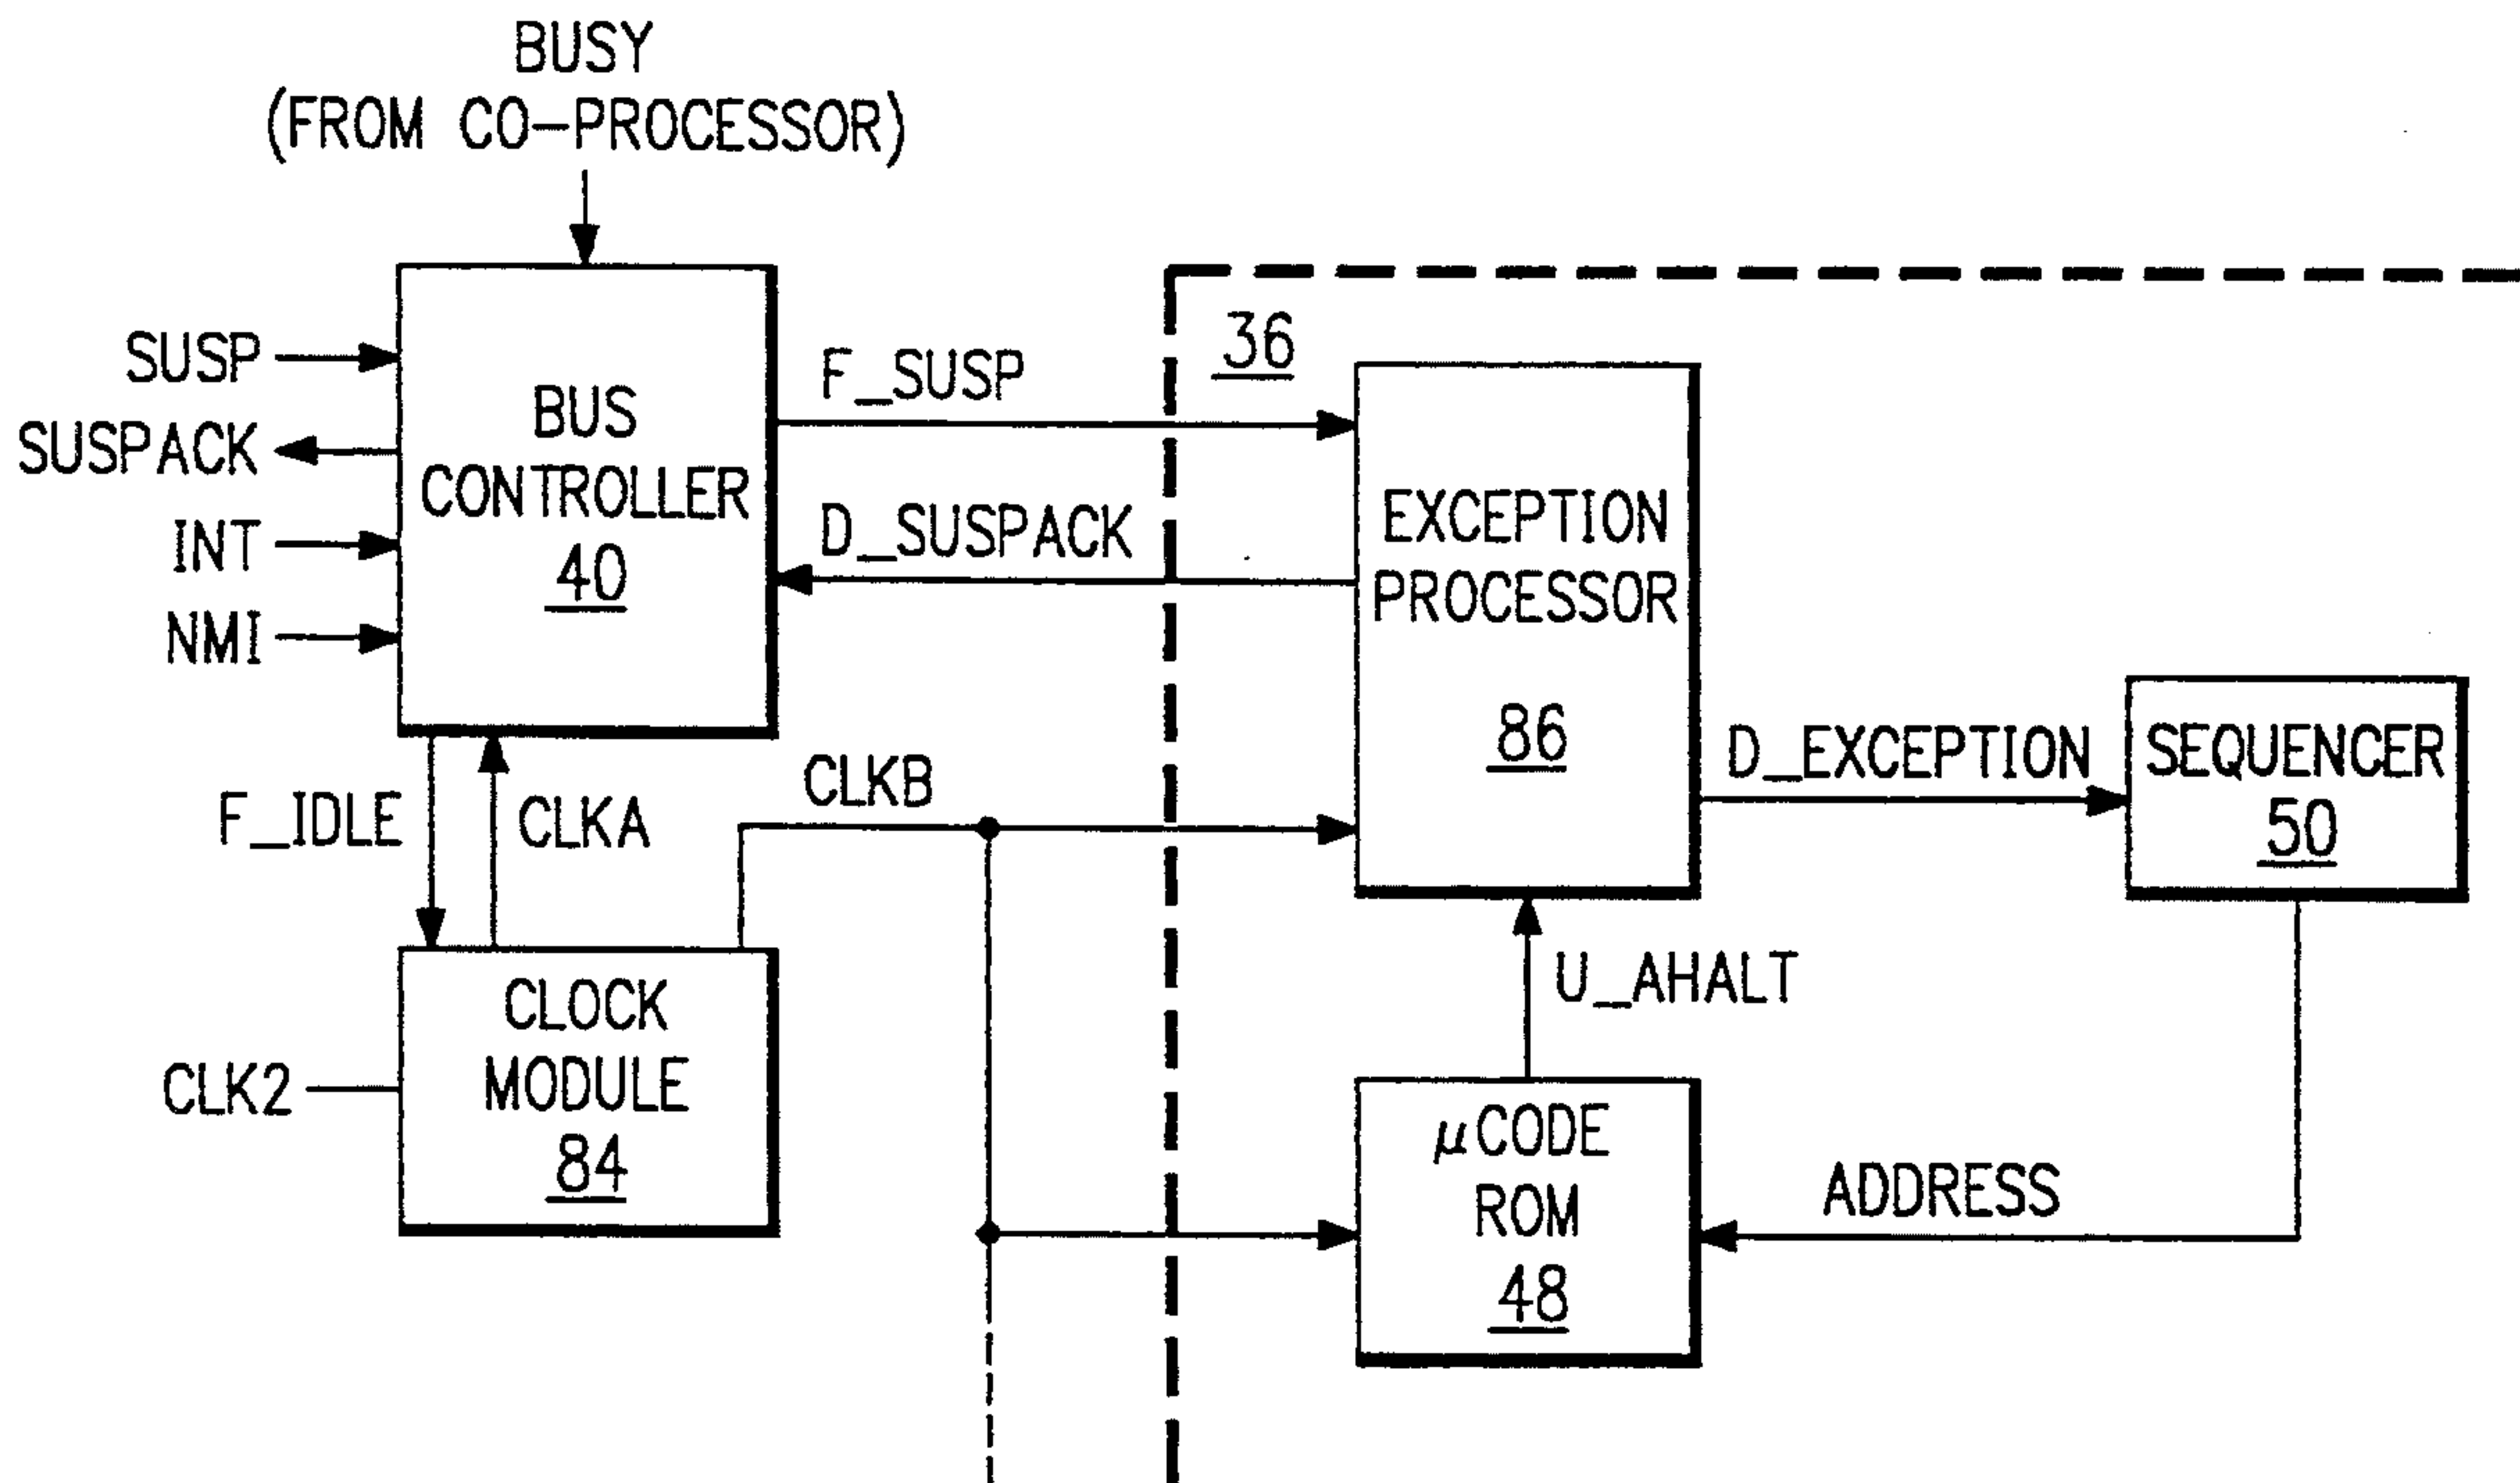 BUSY
(FROM CO-PROCESSOR)
SUSP
SUSPACK
INT
NMI
BUS
CONTROLLER
40
F_SUSP
D_SUSPACK
36
EXCEPTION
PROCESSOR
86
D_EXCEPTION
SEQUENCER
50
F_IDLE
CLKA
CLKB
CLK2
CLOCK
MODULE
84
U_AHALT
μCODE
ROM
48
ADDRESS